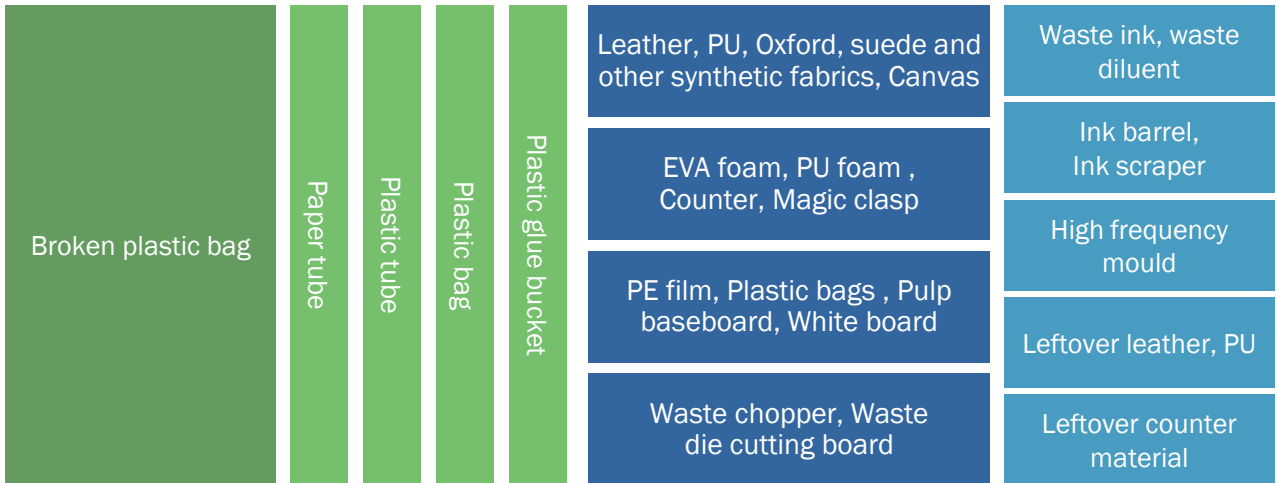 Broken plastic bag
Paper tube
Plastic tube
Plastic bag
Plastic glue bucket
Leather, PU, Oxford, suede and
other synthetic fabrics, Canvas
EVA foam, PU foam ,
Counter, Magic clasp
PE film, Plastic bags , Pulp
baseboard, White board
Waste chopper, Waste
die cutting board
Waste ink, waste
diluent
Ink barrel,
Ink scraper
High frequency
mould
Leftover leather, PU
Leftover counter
material